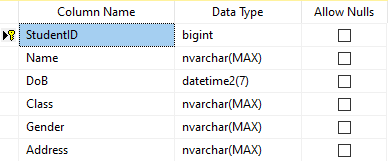 Column Name Data Type Allow Nulls
StudentID bigint
Name nvarchar(MAX)
DoB datetime2(7)
Class nvarchar(MAX)
Gender nvarchar(MAX)
Address nvarchar(MAX)